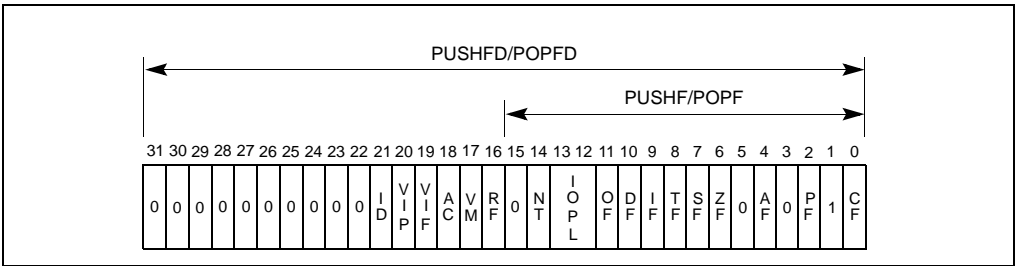 PUSHFD/POPFD
PUSHF/POPF
31 30 29 28 27 26 25 24 23 22 21 20 19 18 17 16 15 14 13 12 11 10 9 8 7 6 5 4 3 2 1 0
0 0 0 0 0 0 0 0 0 0 ID VIP VIF AC VM RF 0 NT IOPL OF DF IF TF SF ZF 0 AF 0 PF 1 CF